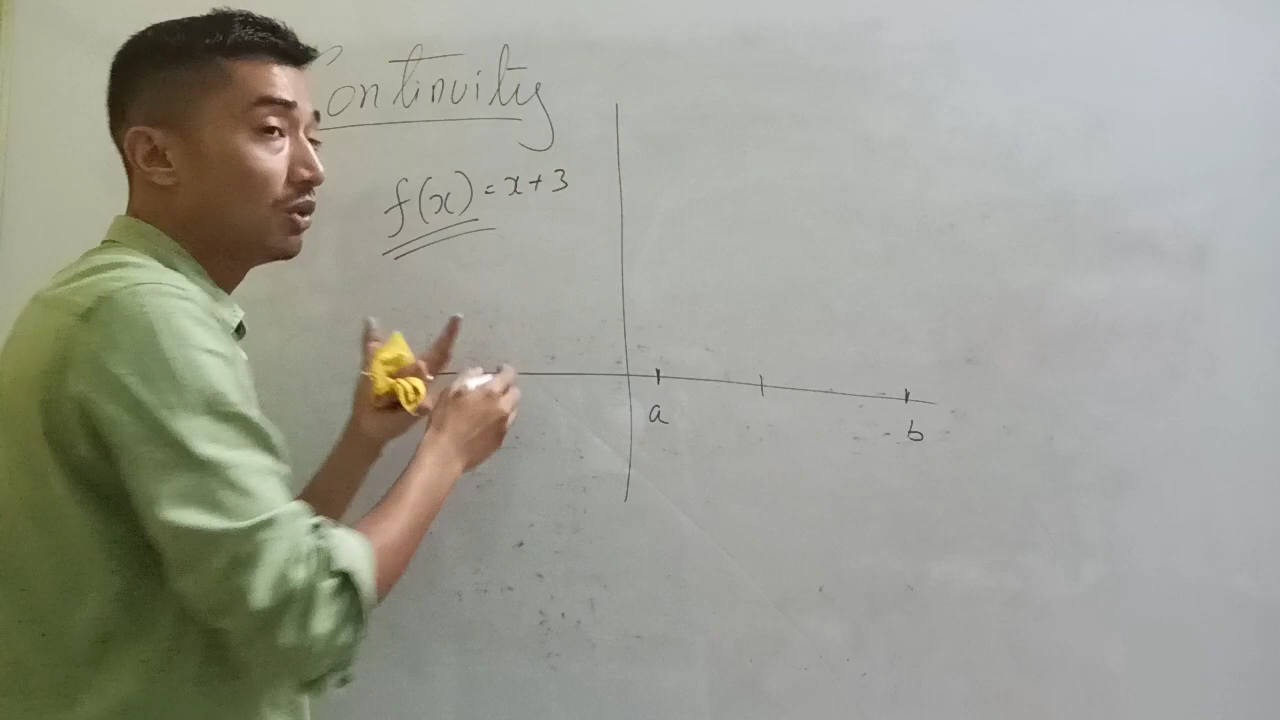 Continuity
f(x) = x + 3
a
b